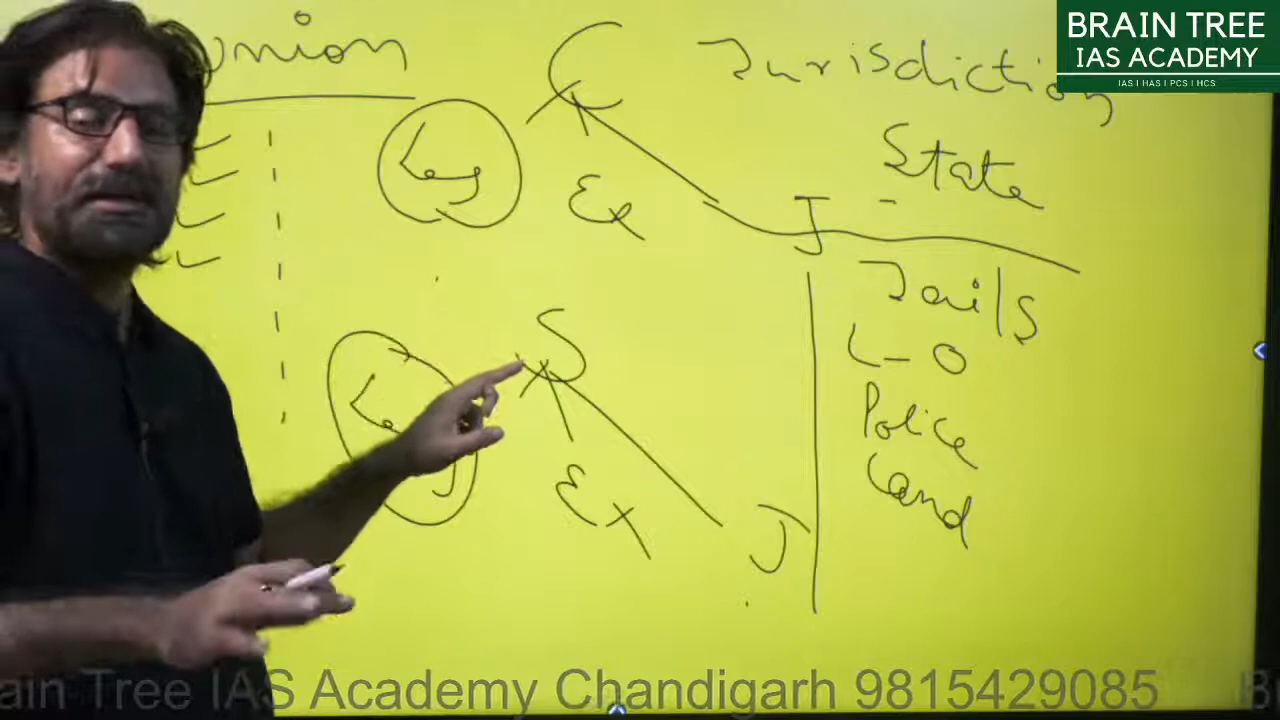 BRAIN TREE
IAS ACADEMY
IAS I HAS I PCS I HCS
Union
C
Jurisdiction
State
Leg
Ex
J
Jails
S
L-O
Police
Land
Ex
J
ain Tree IAS Academy Chandigarh 9815429085